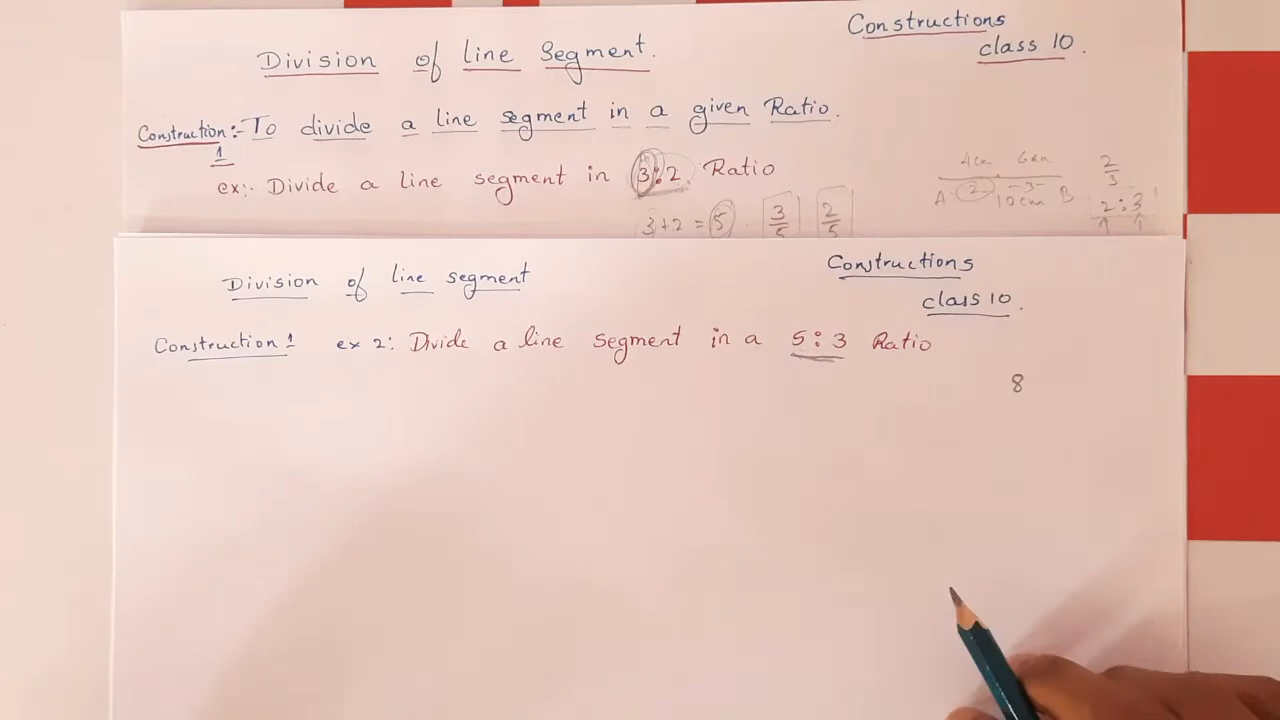 Constructions
class 10.
Division of line segment.
Construction:- To divide a line segment in a given Ratio.
1
ex:- Divide a line segment in 3:2 Ratio
3+2 = 5 . 3/5 2/5
4cm 6cm
A 2 -3- B
10cm
2/3
2:3
Constructions
class 10.
Division of line segment
Construction 1 ex 2: Divide a line segment in a 5:3 Ratio
8